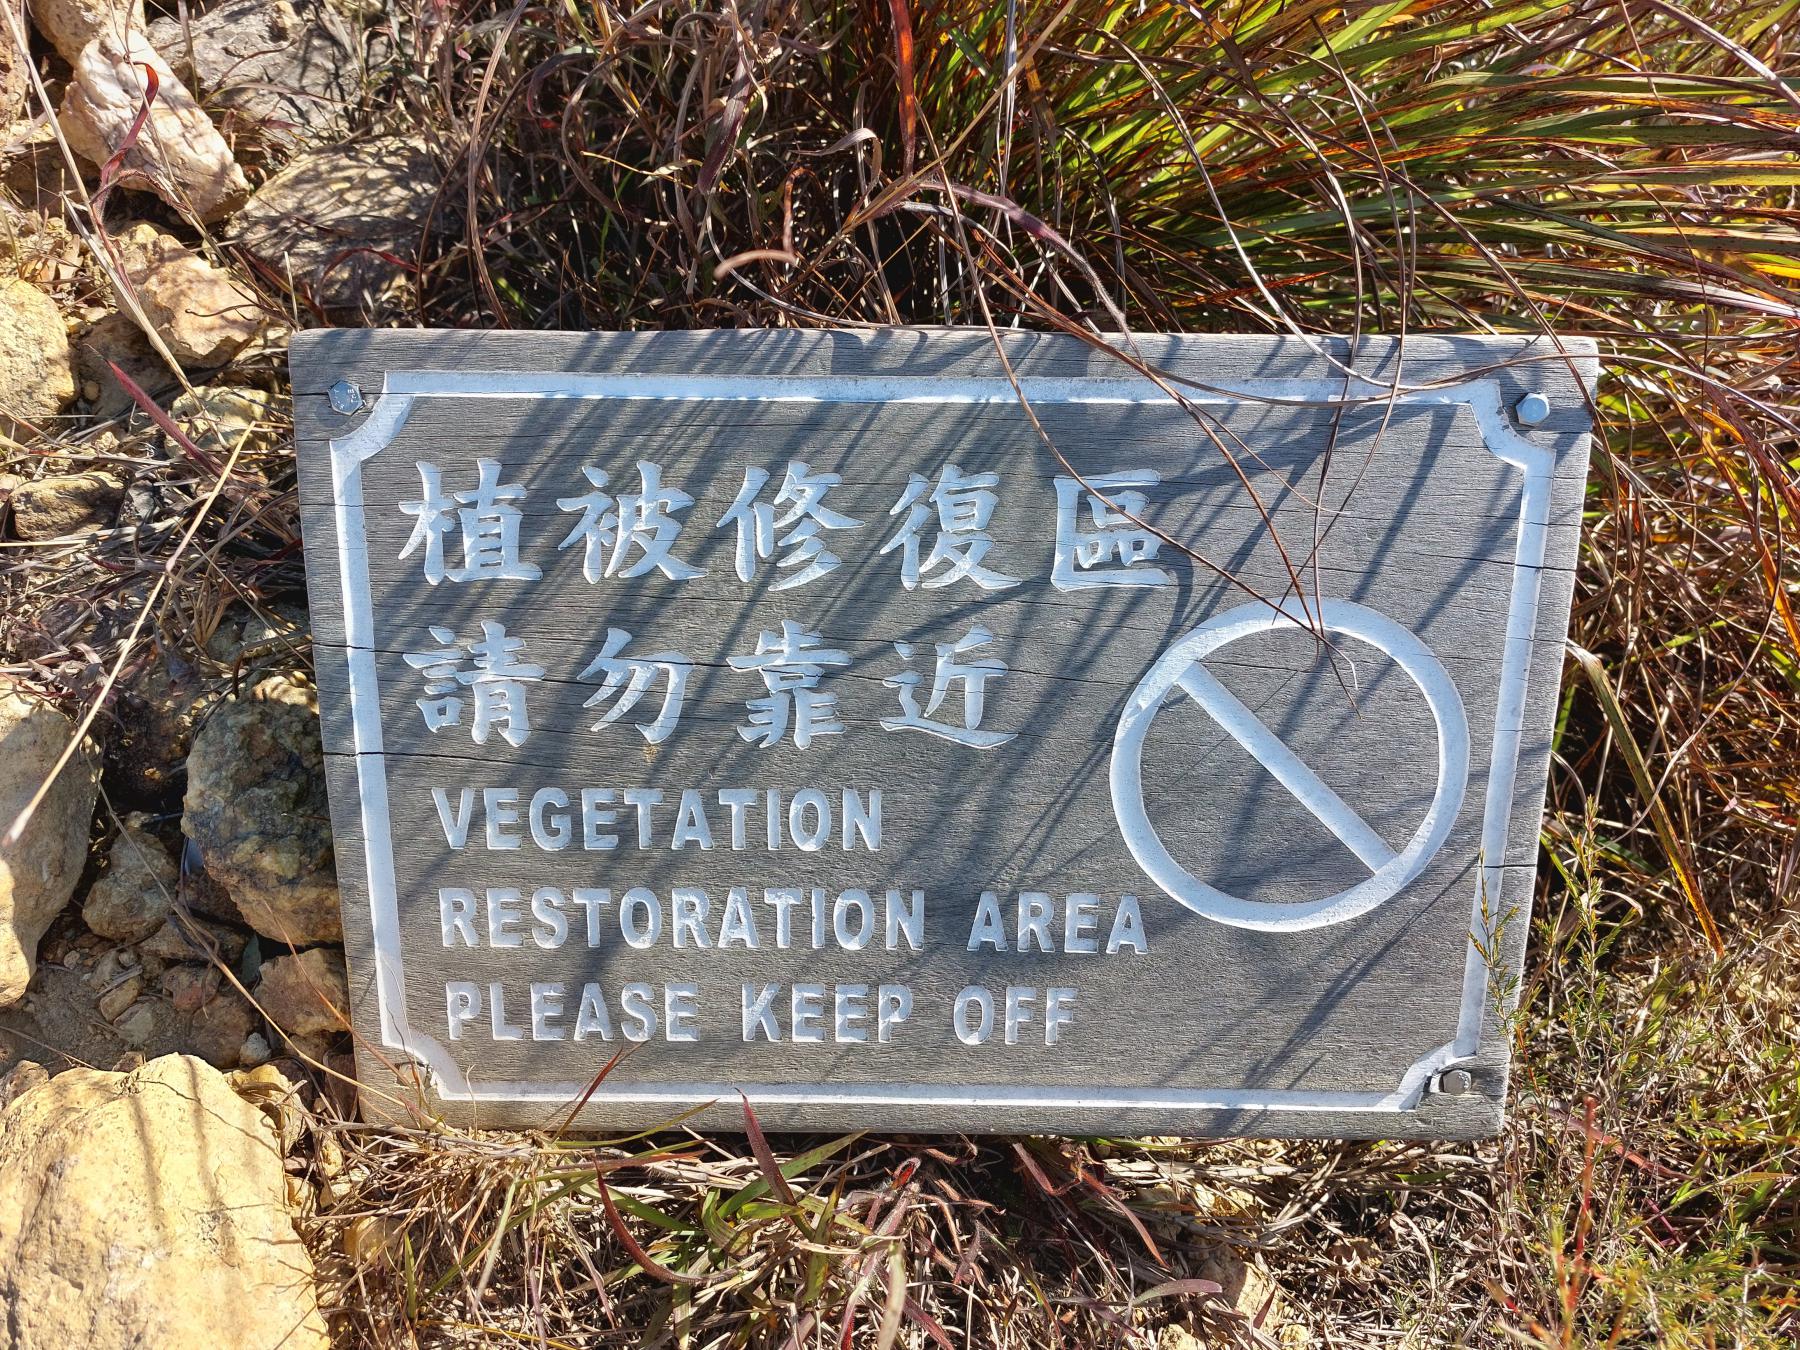 植被修復區
請勿靠近
VEGETATION
RESTORATION AREA
PLEASE KEEP OFF